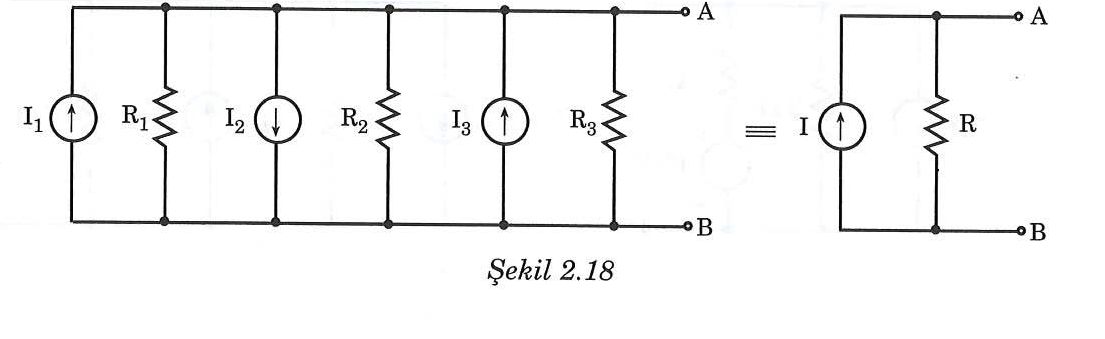 A
A
I₁ R₁ I₂ R₂ I₃ R₃ ≡ I R
B
B
Şekil 2.18